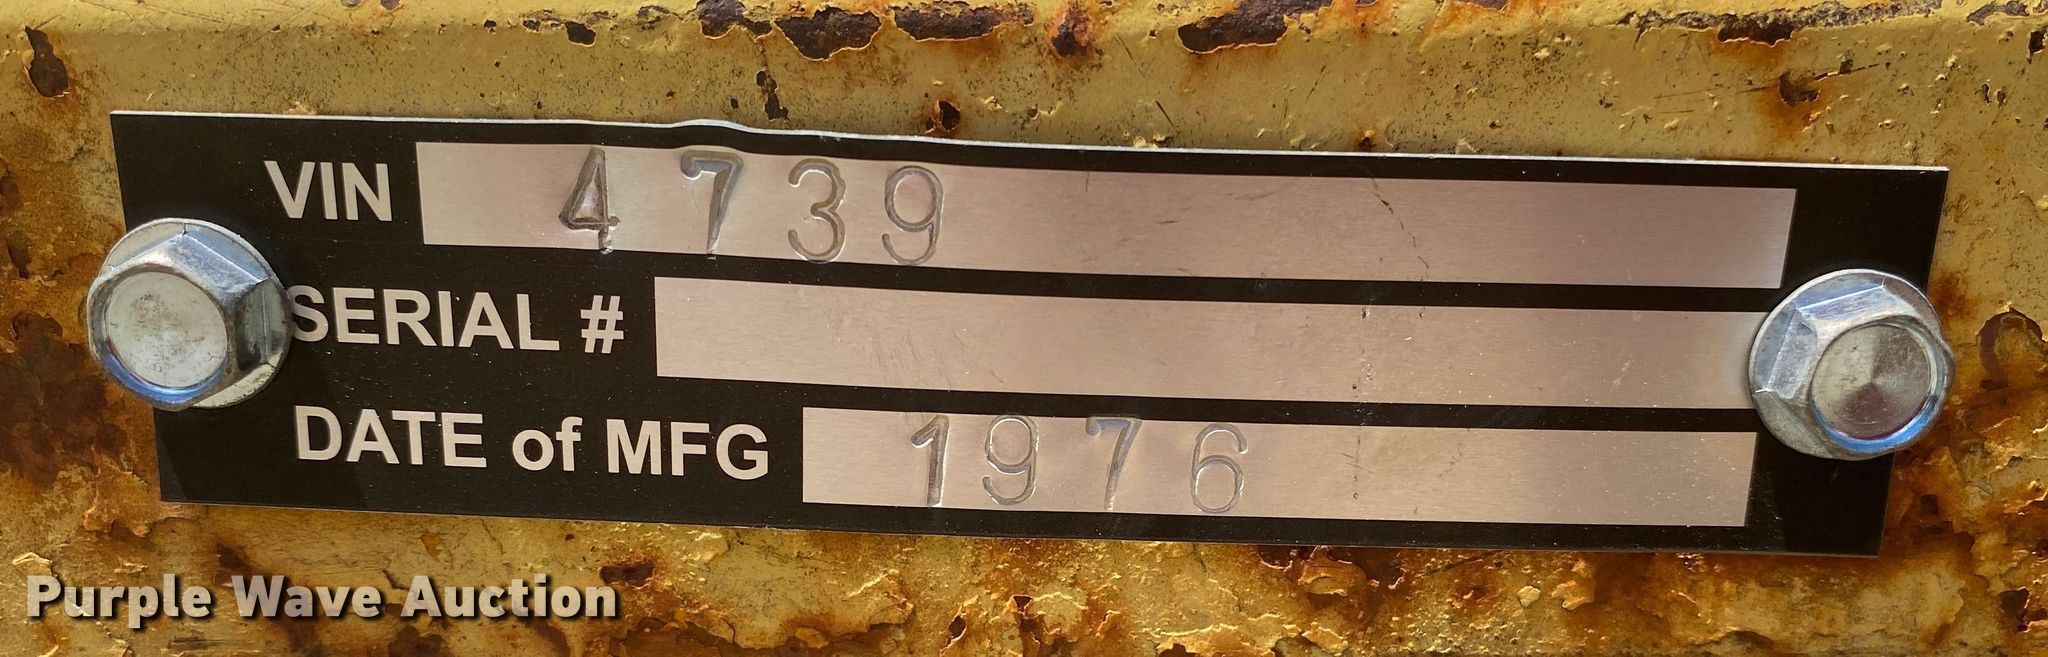 VIN 4739
SERIAL #
DATE of MFG 1976
Purple Wave Auction